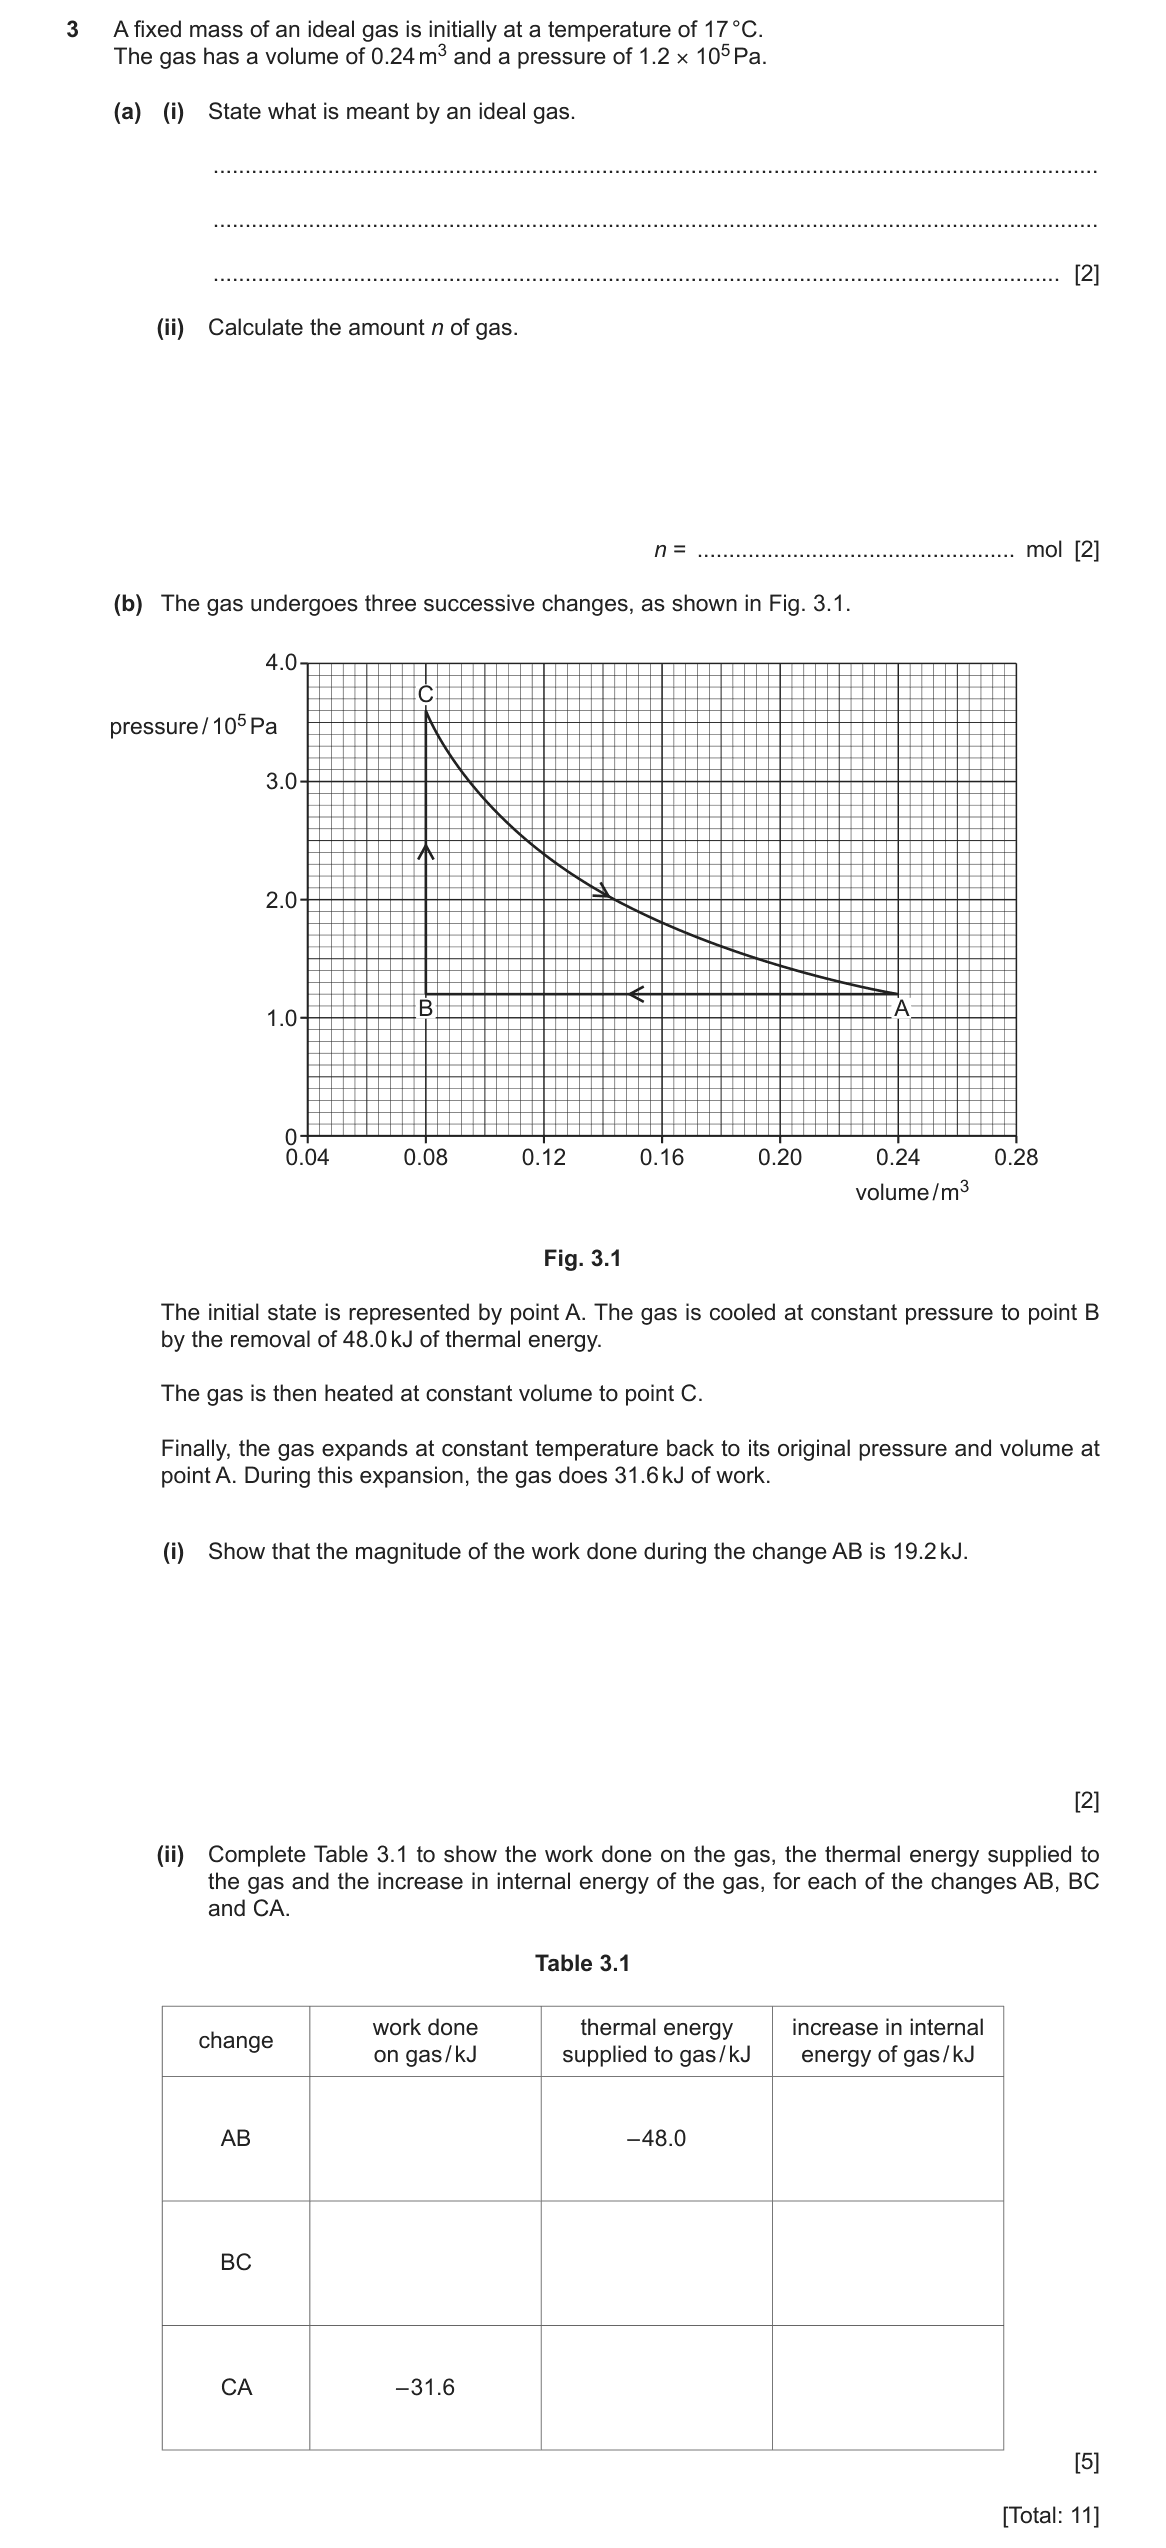 3 A fixed mass of an ideal gas is initially at a temperature of 17 °C.
The gas has a volume of 0.24 m³ and a pressure of 1.2 × 10⁵ Pa.
(a) (i) State what is meant by an ideal gas.
..........................................................................................................................................
..........................................................................................................................................
.................................................................................................................................... [2]
(ii) Calculate the amount n of gas.
n = .................................................. mol [2]
(b) The gas undergoes three successive changes, as shown in Fig. 3.1.
4.0
C
pressure / 10⁵ Pa
3.0
2.0
B
A
1.0
0
0.04 0.08 0.12 0.16 0.20 0.24 0.28
volume / m³
Fig. 3.1
The initial state is represented by point A. The gas is cooled at constant pressure to point B
by the removal of 48.0 kJ of thermal energy.
The gas is then heated at constant volume to point C.
Finally, the gas expands at constant temperature back to its original pressure and volume at
point A. During this expansion, the gas does 31.6 kJ of work.
(i) Show that the magnitude of the work done during the change AB is 19.2 kJ.
[2]
(ii) Complete Table 3.1 to show the work done on the gas, the thermal energy supplied to
the gas and the increase in internal energy of the gas, for each of the changes AB, BC
and CA.
Table 3.1
change
work done
on gas / kJ
thermal energy
supplied to gas / kJ
increase in internal
energy of gas / kJ
AB –48.0
BC
CA –31.6
[5]
[Total: 11]